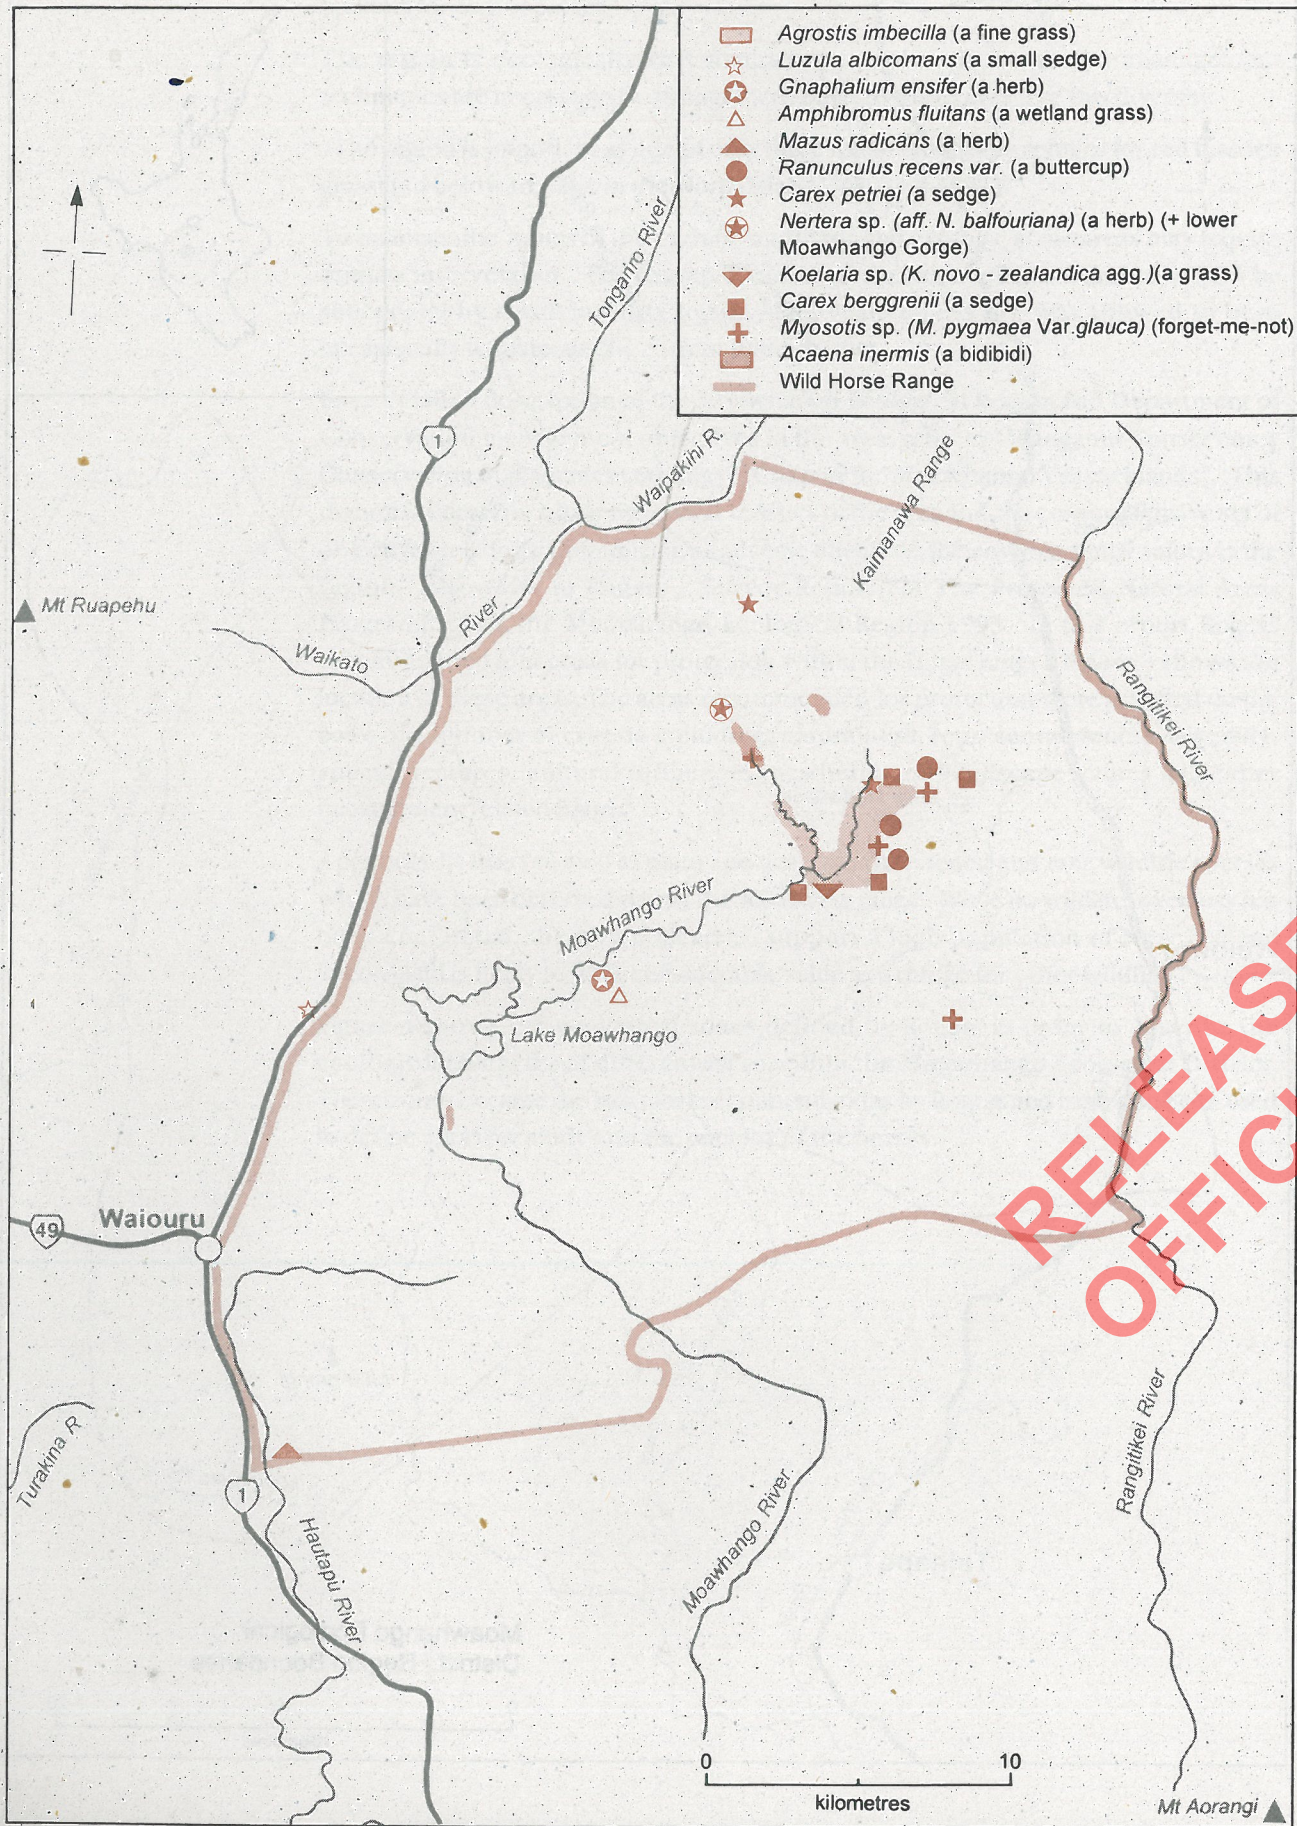 Agrostis imbecilla (a fine grass)
Luzula albicomans (a small sedge)
Gnaphalium ensifer (a herb)
Amphibromus fluitans (a wetland grass)
Mazus radicans (a herb)
Ranunculus recens var. (a buttercup)
Carex petriei (a sedge)
Nertera sp. (aff. N. balfouriana) (a herb) (+ lower
Moawhango Gorge)
Koelaria sp. (K. novo - zealandica agg.)(a grass)
Carex berggrenii (a sedge)
Myosotis sp. (M. pygmaea Var.glauca) (forget-me-not)
Acaena inermis (a bidibidi)
Wild Horse Range
Tongariro River
1
Waipakihi R.
Kaimanawa Range
Mt Ruapehu
River
Waikato
Rangitikei River
Moawhango River
Lake Moawhango
RELEASE
OFFIC
49
Waiouru
Turakina R
1
Hautapu River
Moawhango River
Rangitikei River
0 10
kilometres
Mt Aorangi